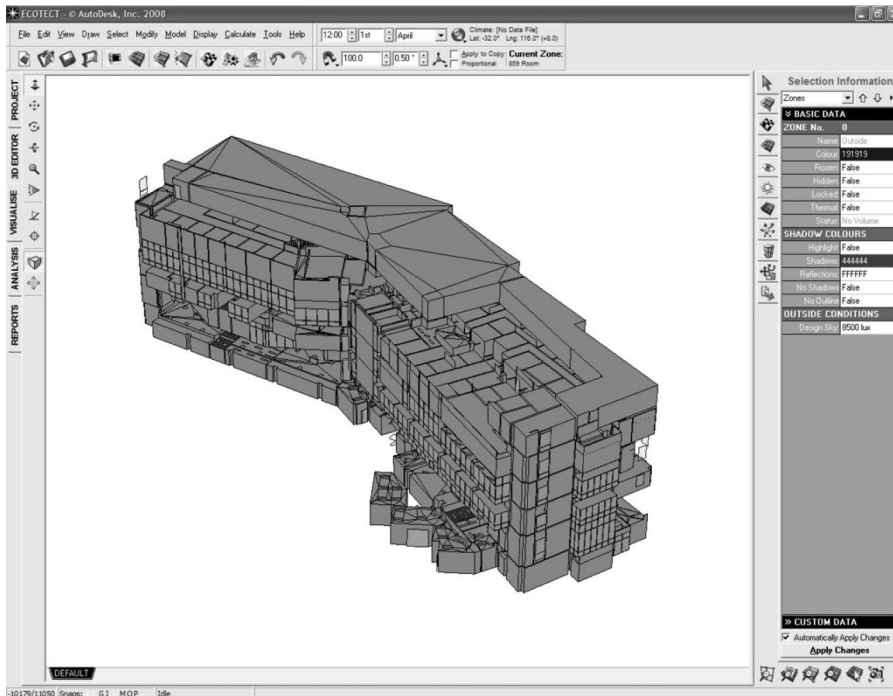 ECOTECT - © AutoDesk, Inc. 2008
File Edit View Draw Select Modify Model Display Calculate Tools Help
12:00 1st April
Climate: [No Data File]
Lat: -32.0° Lng: 116.0° (+8.0)
100.0 0.50 °
Apply to Copy
Proportional
Current Zone:
859 Room
PROJECT
3D EDITOR
VISUALISE
ANALYSIS
REPORTS
Selection Information
Zones
BASIC DATA
ZONE No. 0
Name Outside
Colour 191919
Frozen False
Hidden False
Locked False
Thermal False
Status No Volume
SHADOW COLOURS
Highlight False
Shadows 444444
Reflections FFFFFF
No Shadows False
No Outline False
OUTSIDE CONDITIONS
Design Sky 8500 lux
» CUSTOM DATA
Automatically Apply Changes
Apply Changes
DEFAULT
-10179/11050 Snaps: G I M O P Idle